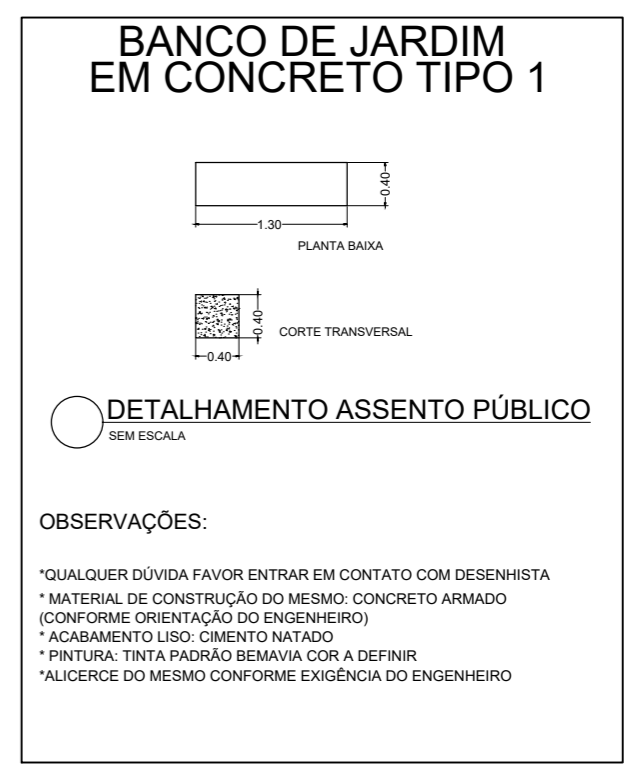 BANCO DE JARDIM
EM CONCRETO TIPO 1
0.40
1.30
PLANTA BAIXA
0.40
CORTE TRANSVERSAL
0.40
DETALHAMENTO ASSENTO PÚBLICO
SEM ESCALA
OBSERVAÇÕES:
*QUALQUER DÚVIDA FAVOR ENTRAR EM CONTATO COM DESENHISTA
* MATERIAL DE CONSTRUÇÃO DO MESMO: CONCRETO ARMADO
(CONFORME ORIENTAÇÃO DO ENGENHEIRO)
* ACABAMENTO LISO: CIMENTO NATADO
* PINTURA: TINTA PADRÃO BEMAVIA COR A DEFINIR
*ALICERCE DO MESMO CONFORME EXIGÊNCIA DO ENGENHEIRO